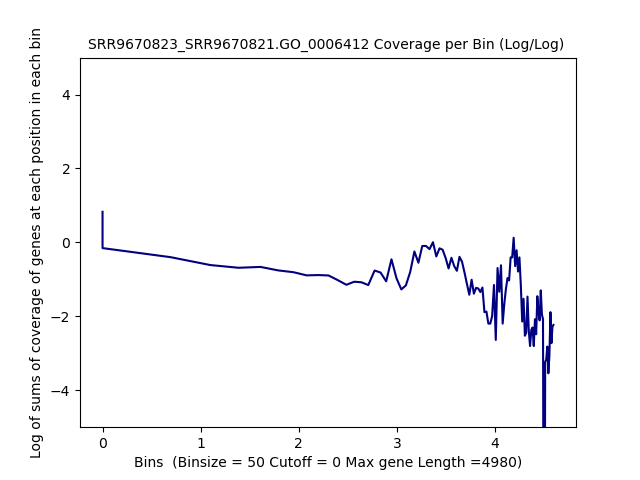 SRR9670823_SRR9670821.GO_0006412 Coverage per Bin (Log/Log)
Log of sums of coverage of genes at each position in each bin
4
2
0
−2
−4
0 1 2 3 4
Bins  (Binsize = 50 Cutoff = 0 Max gene Length =4980)